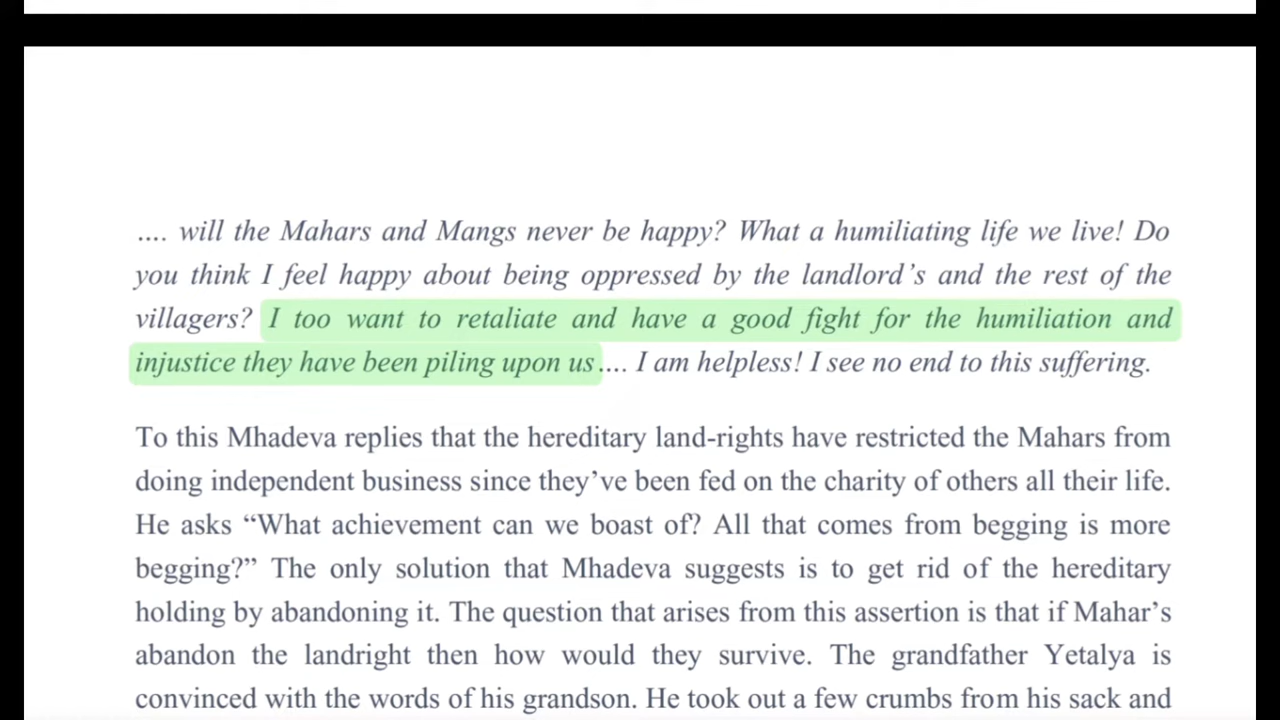 .... will the Mahars and Mangs never be happy? What a humiliating life we live! Do
you think I feel happy about being oppressed by the landlord’s and the rest of the
villagers? I too want to retaliate and have a good fight for the humiliation and
injustice they have been piling upon us.... I am helpless! I see no end to this suffering.
To this Mhadeva replies that the hereditary land-rights have restricted the Mahars from
doing independent business since they’ve been fed on the charity of others all their life.
He asks “What achievement can we boast of? All that comes from begging is more
begging?” The only solution that Mhadeva suggests is to get rid of the hereditary
holding by abandoning it. The question that arises from this assertion is that if Mahar’s
abandon the landright then how would they survive. The grandfather Yetalya is
convinced with the words of his grandson. He took out a few crumbs from his sack and